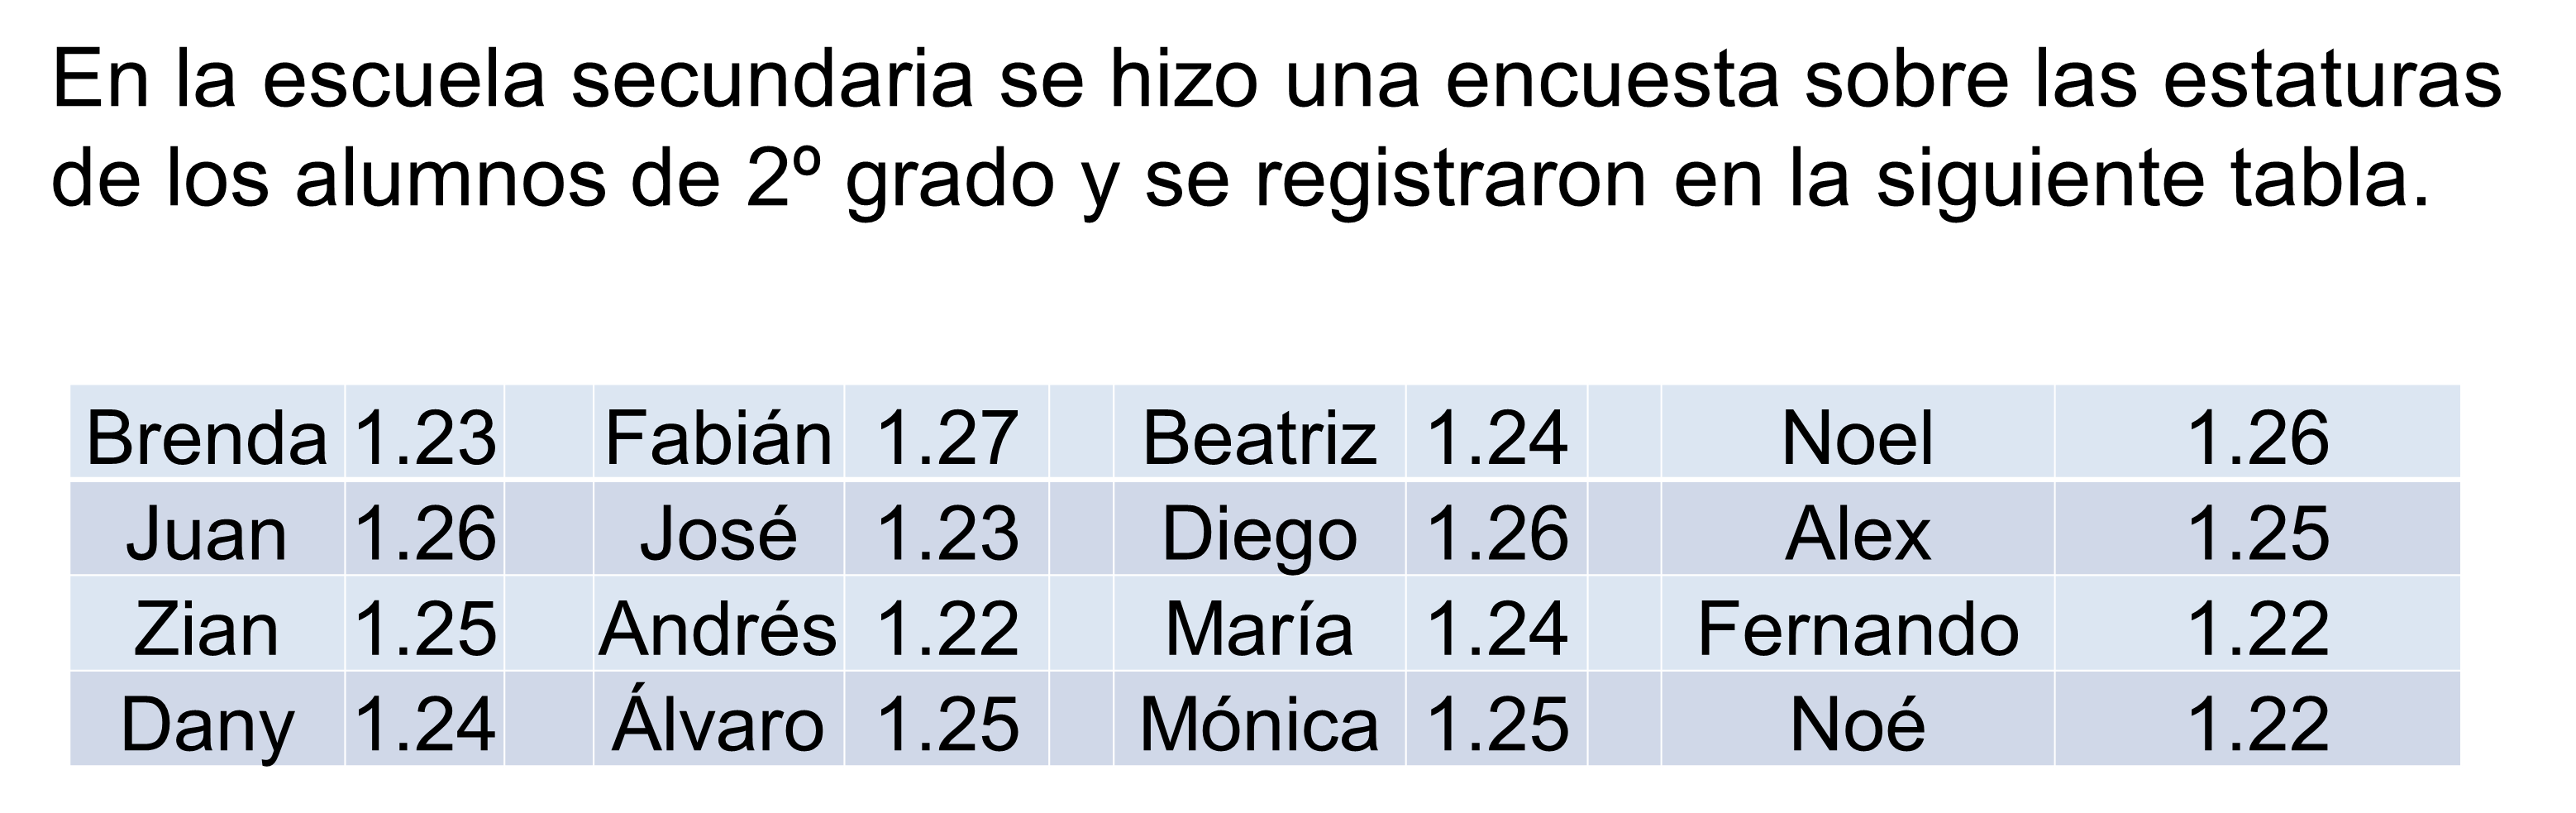 En la escuela secundaria se hizo una encuesta sobre las estaturas
de los alumnos de 2º grado y se registraron en la siguiente tabla.
Brenda 1.23 Fabián 1.27 Beatriz 1.24 Noel 1.26
Juan 1.26 José 1.23 Diego 1.26 Alex 1.25
Zian 1.25 Andrés 1.22 María 1.24 Fernando 1.22
Dany 1.24 Álvaro 1.25 Mónica 1.25 Noé 1.22